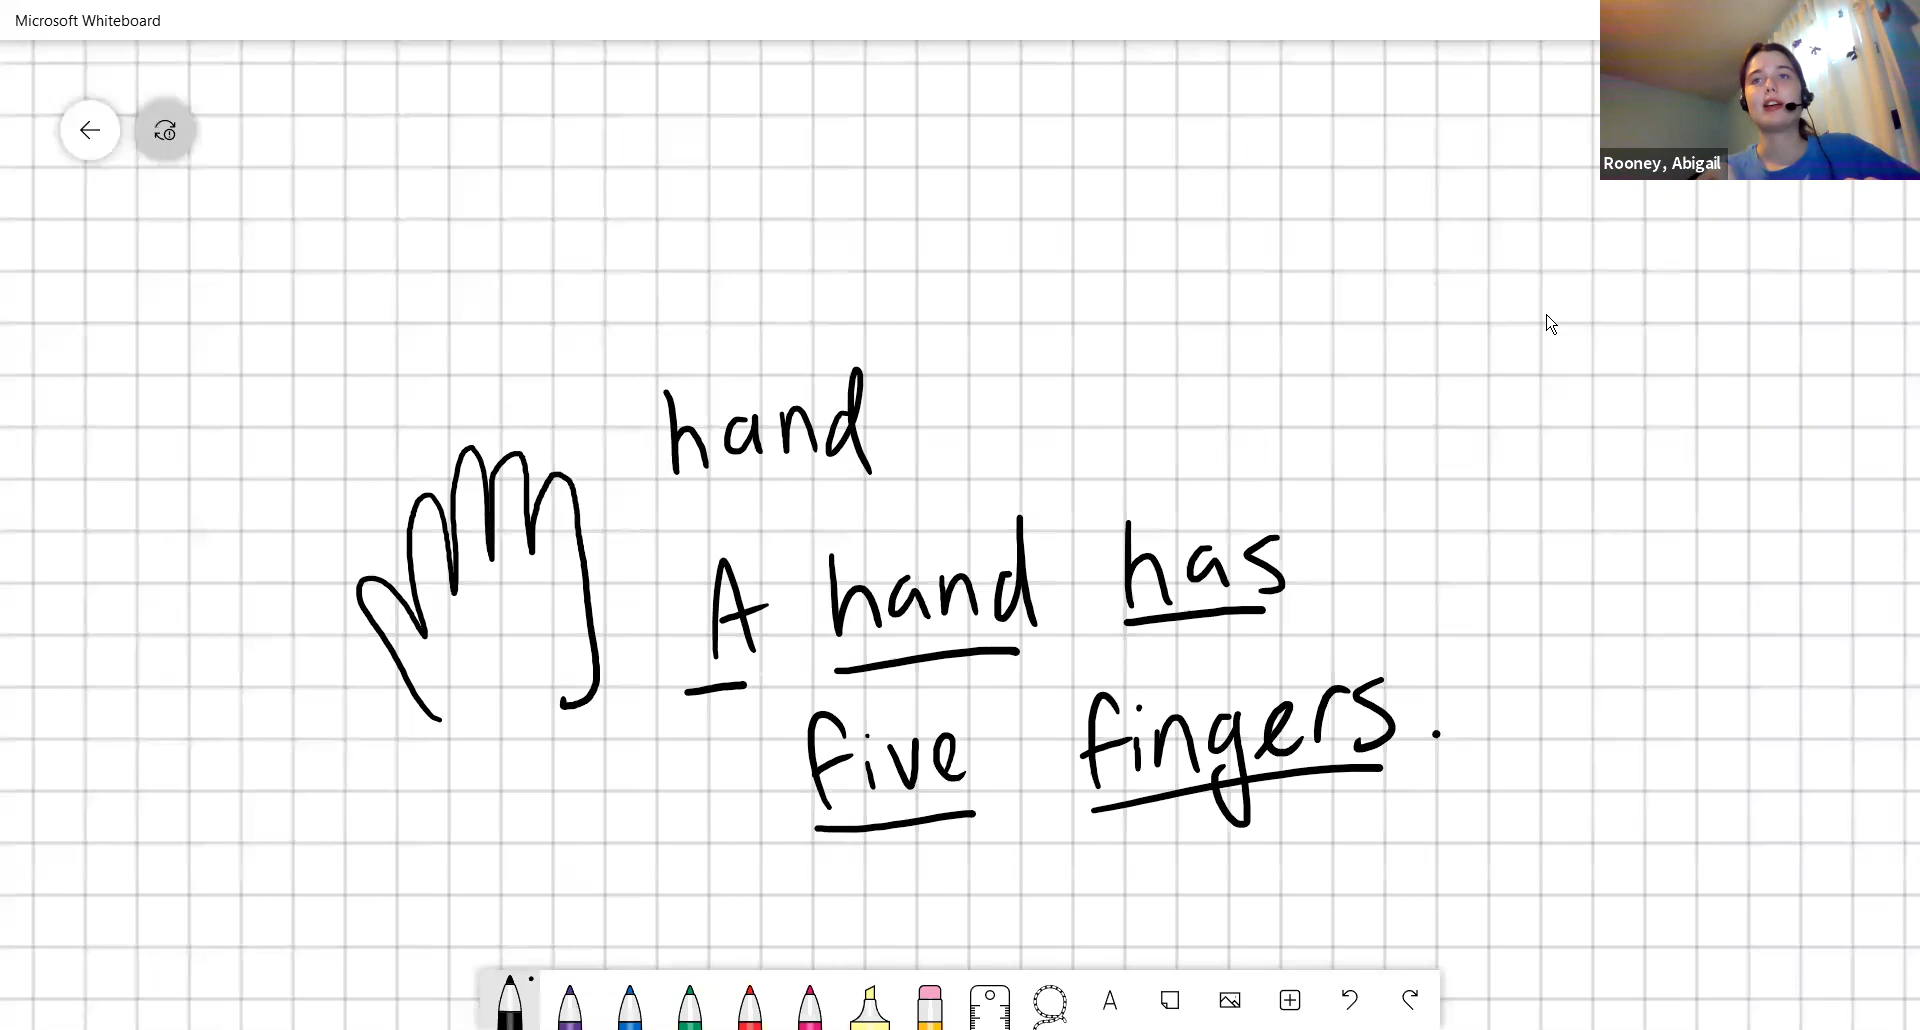 Microsoft Whiteboard
Rooney, Abigail
hand
A hand has
five fingers.
A